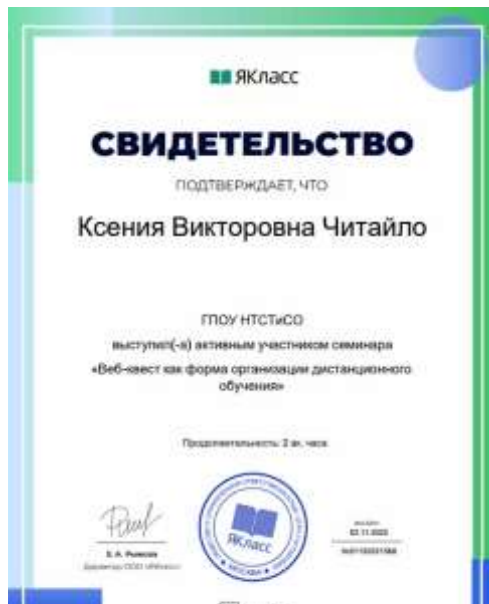 ЯКласс
СВИДЕТЕЛЬСТВО
ПОДТВЕРЖДАЕТ, ЧТО
Ксения Викторовна Читайло
ГПОУ НТСТиСО
выступил(-а) активным участником семинара
«Веб-квест как форма организации дистанционного
обучения»
Продолжительность: 2 ак. часа
ЯКласс
МОСКВА
Директор ООО «ЯКласс»